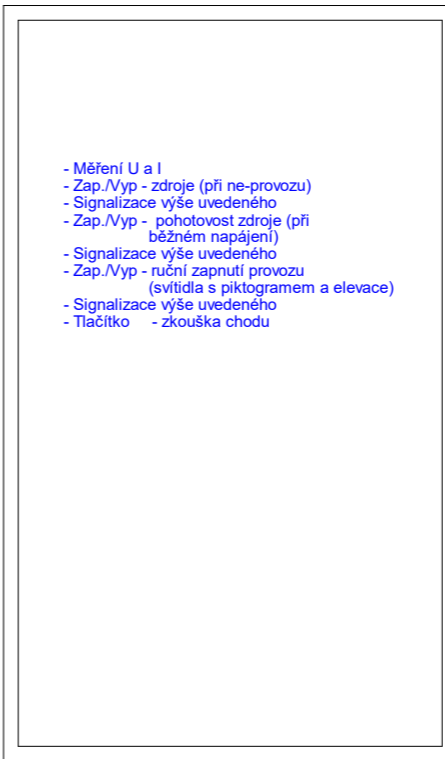 - Měření U a I
- Zap./Vyp - zdroje (při ne-provozu)
- Signalizace výše uvedeného
- Zap./Vyp - pohotovost zdroje (při
běžném napájení)
- Signalizace výše uvedeného
- Zap./Vyp - ruční zapnutí provozu
(svítidla s piktogramem a elevace)
- Signalizace výše uvedeného
- Tlačítko - zkouška chodu